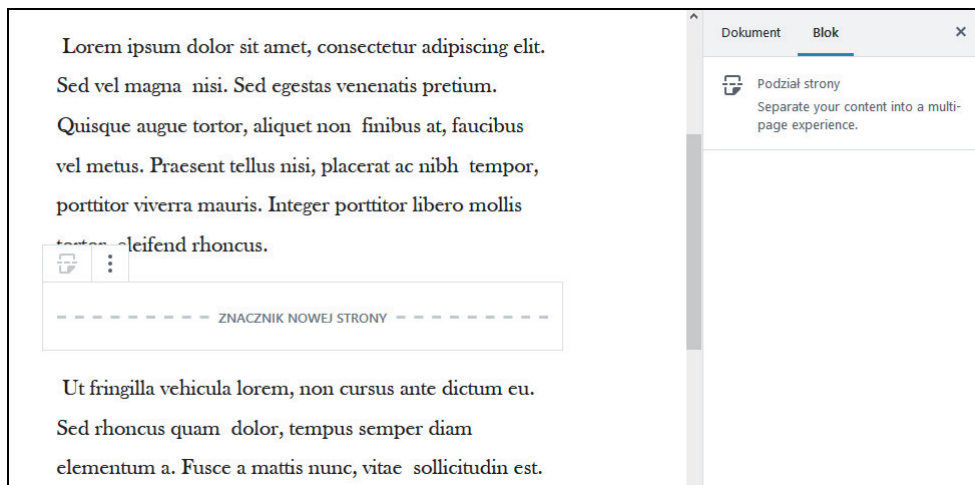 Lorem ipsum dolor sit amet, consectetur adipiscing elit.
Sed vel magna nisi. Sed egestas venenatis pretium.
Quisque augue tortor, aliquet non finibus at, faucibus
vel metus. Praesent tellus nisi, placerat ac nibh tempor,
porttitor viverra mauris. Integer porttitor libero mollis
eleifend rhoncus.
ZNACZNIK NOWEJ STRONY
Ut fringilla vehicula lorem, non cursus ante dictum eu.
Sed rhoncus quam dolor, tempus semper diam
elementum a. Fusce a mattis nunc, vitae sollicitudin est.
Dokument Blok
Podział strony
Separate your content into a multi-
page experience.